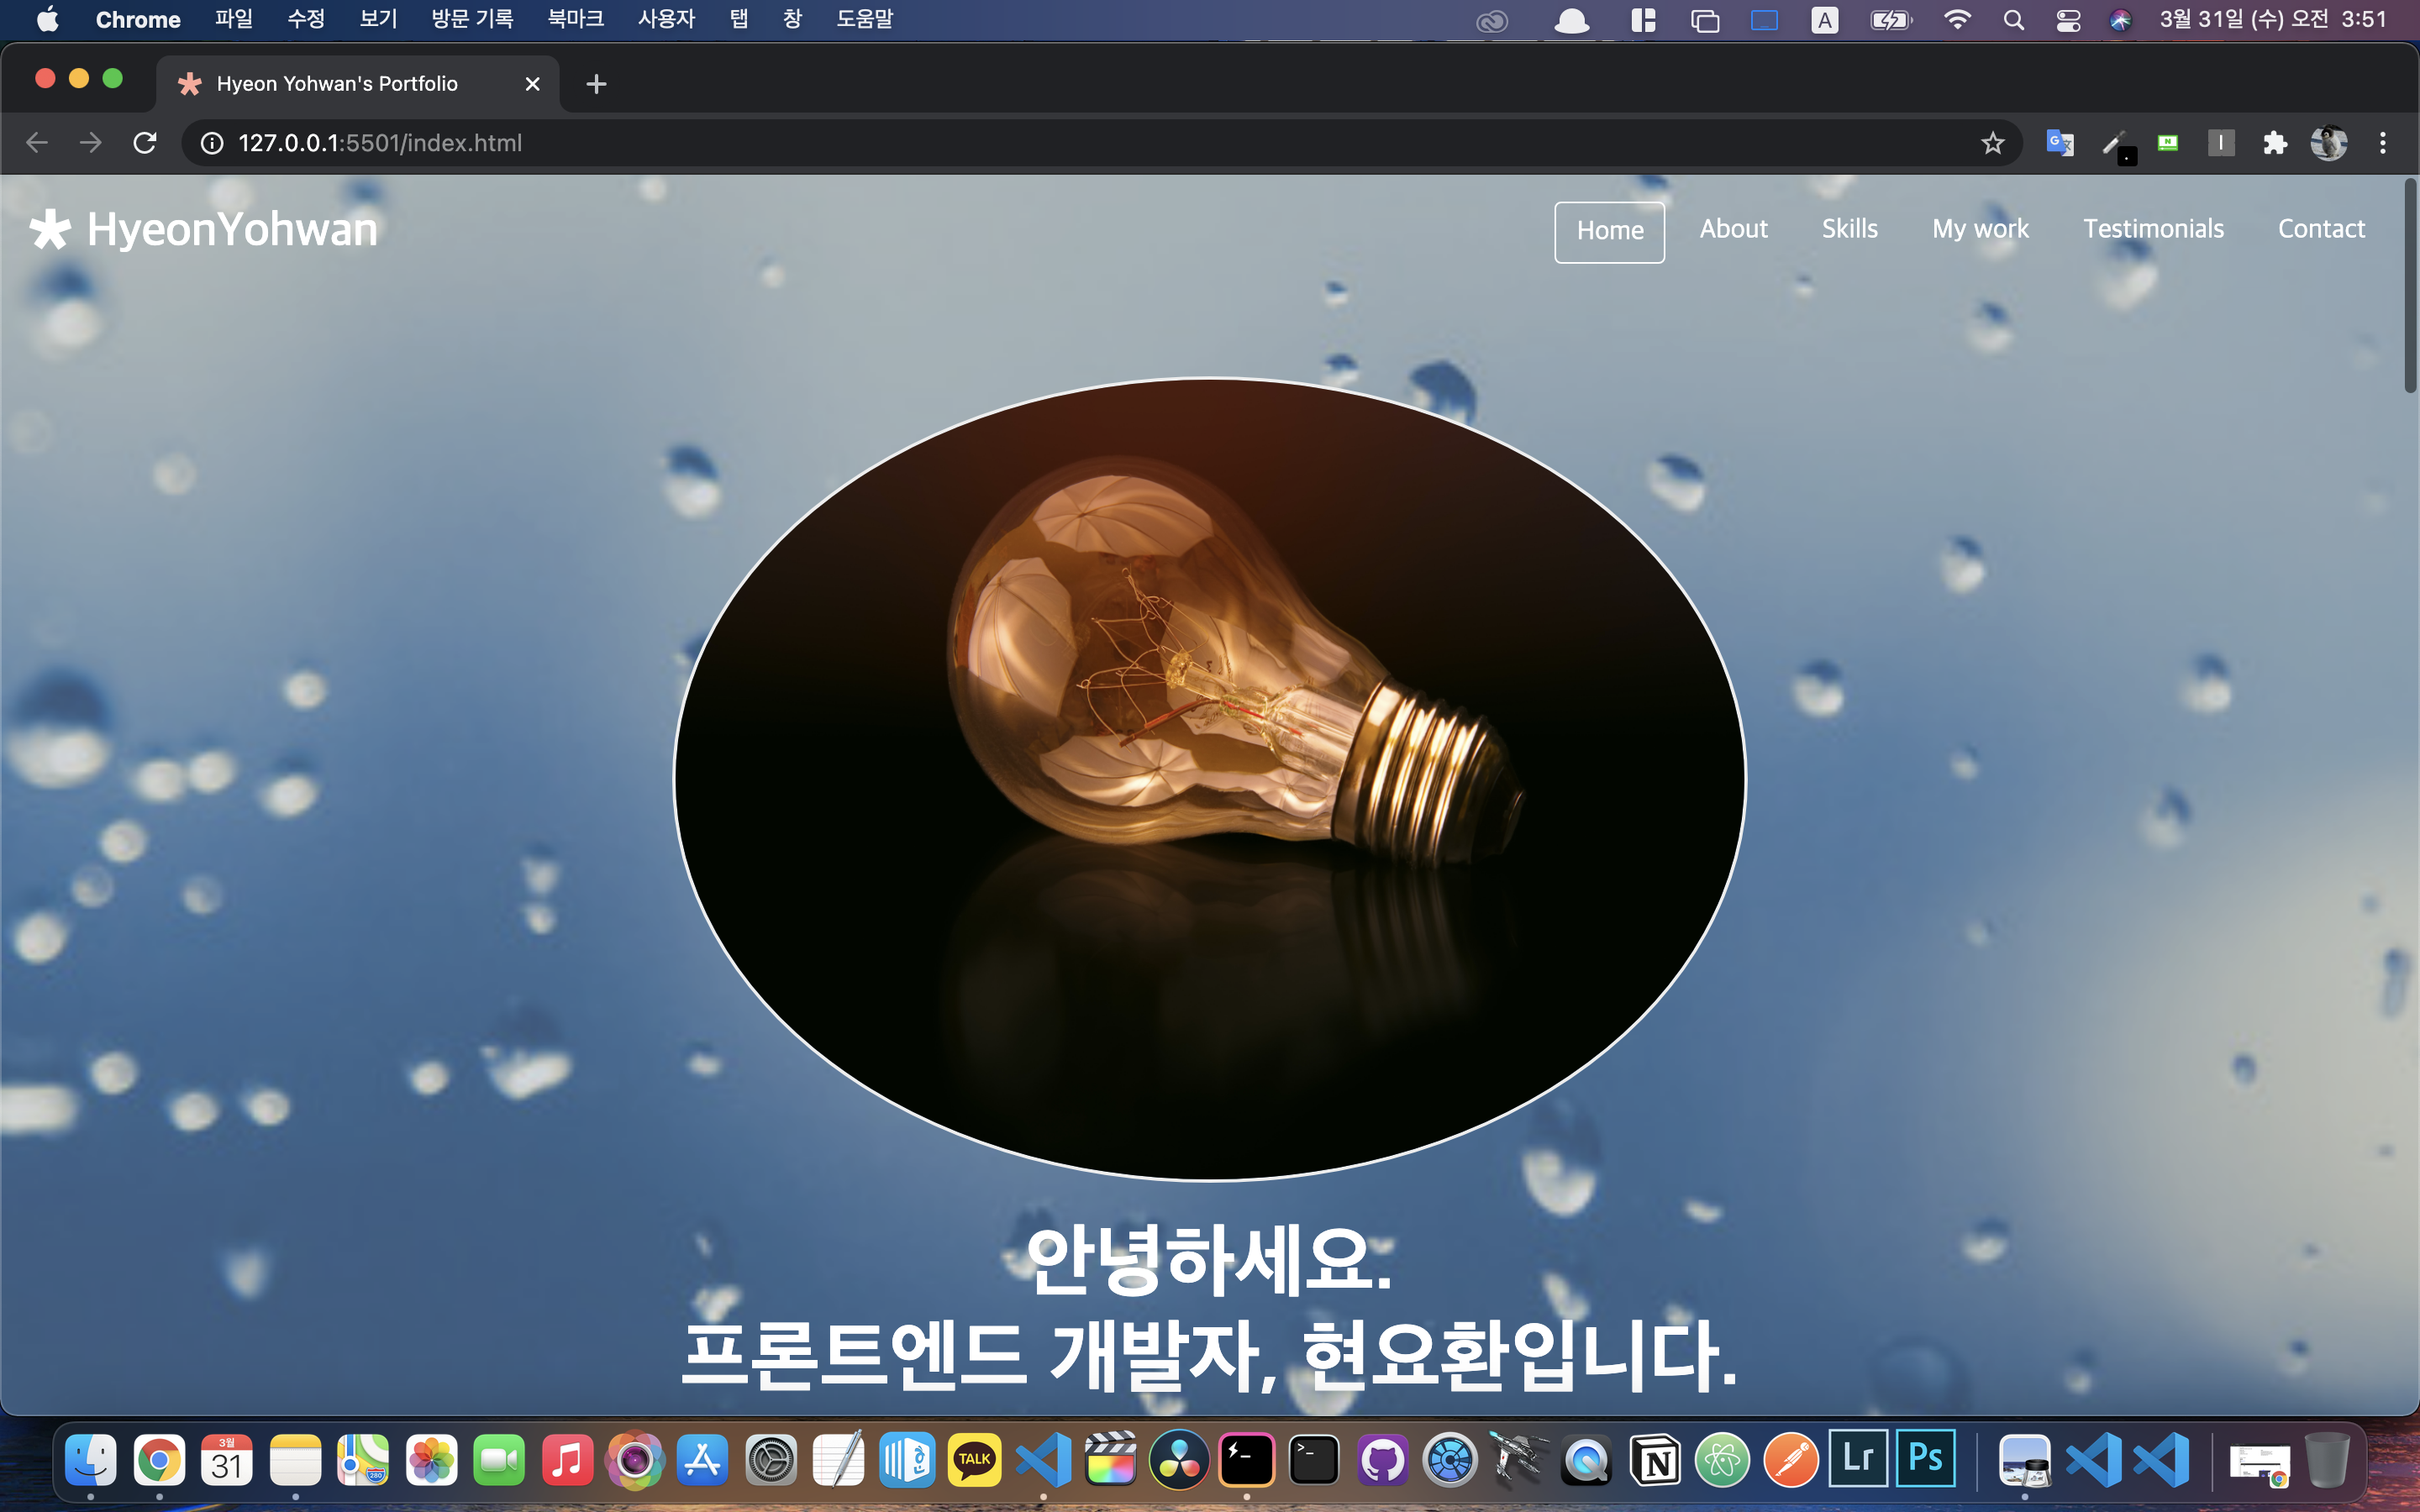 Chrome 파일 수정 보기 방문 기록 북마크 사용자 탭 창 도움말 A 3월 31일 (수) 오전 3:51
Hyeon Yohwan's Portfolio
127.0.0.1:5501/index.html
HyeonYohwan Home About Skills My work Testimonials Contact
안녕하세요.
프론트엔드 개발자, 현요환입니다.
3월
31
280
TALK
N
Lr
Ps